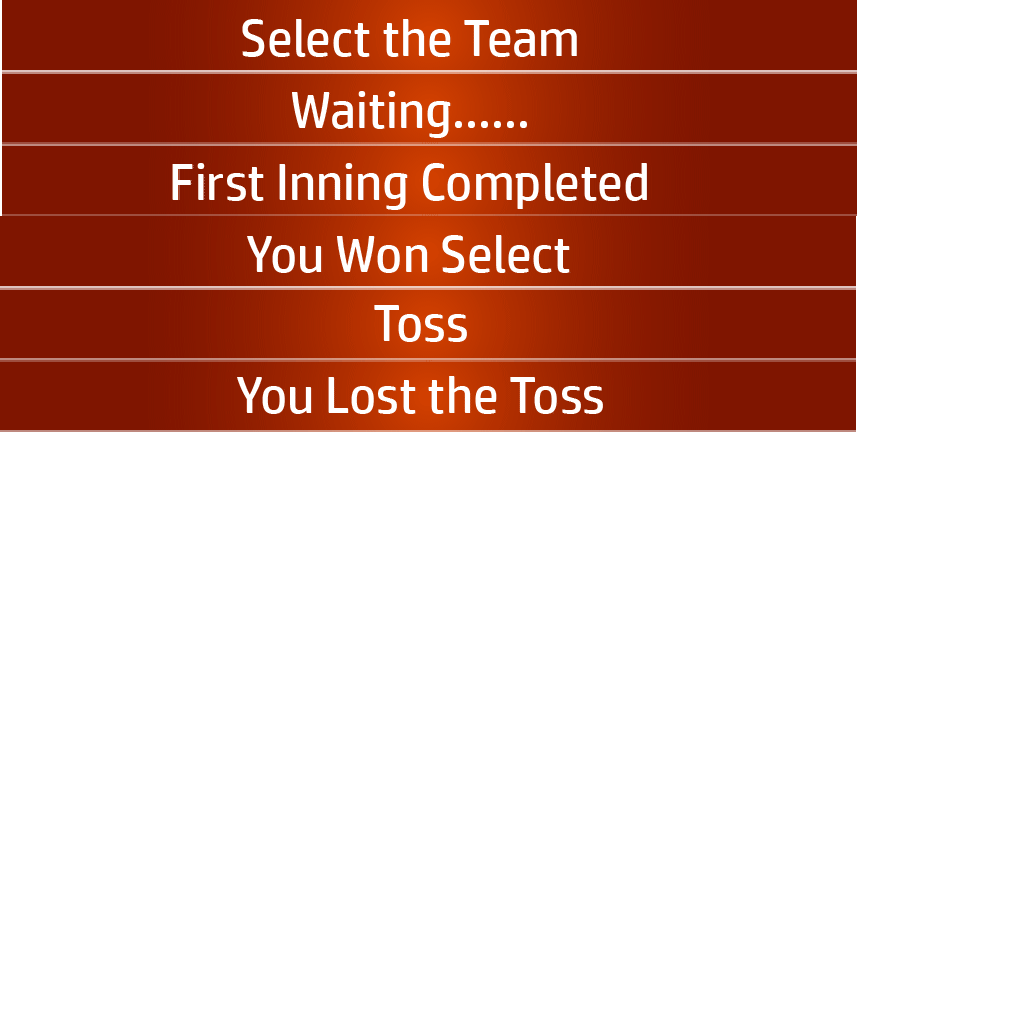 Select the Team
Waiting......
First Inning Completed
You Won Select
Toss
You Lost the Toss